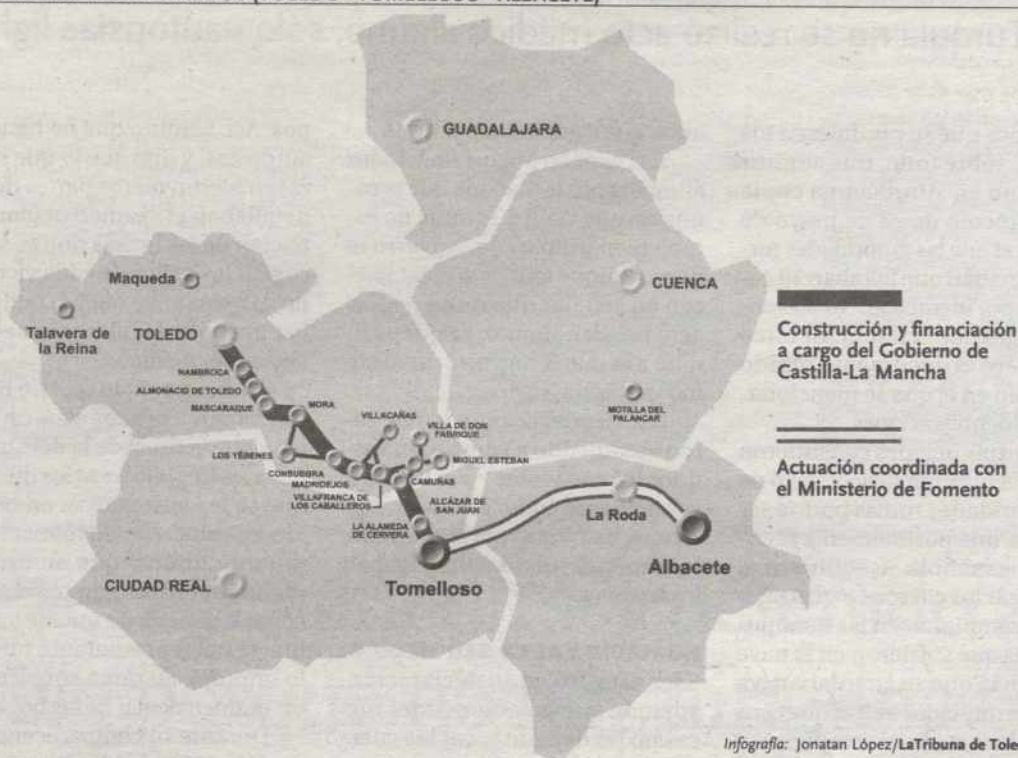 GUADALAJARA
CUENCA
Maqueda
Talavera de
la Reina
TOLEDO
NAMBROCA
ALMONACID DE TOLEDO
MASCARAQUE
MORA
LOS YÉBENES
CONSUEGRA
MADRIDEJOS
VILLAFRANCA DE
LOS CABALLEROS
VILLACAÑAS
VILLA DE DON
FABRIQUE
MIGUEL ESTEBAN
CAMUÑAS
ALCÁZAR DE
SAN JUAN
LA ALAMEDA
DE CERVERA
MOTILLA DEL
PALANCAR
Tomelloso
La Roda
Albacete
CIUDAD REAL
Construcción y financiación
a cargo del Gobierno de
Castilla-La Mancha
Actuación coordinada con
el Ministerio de Fomento
Infografía: Jonatan López/LaTribuna de Tole